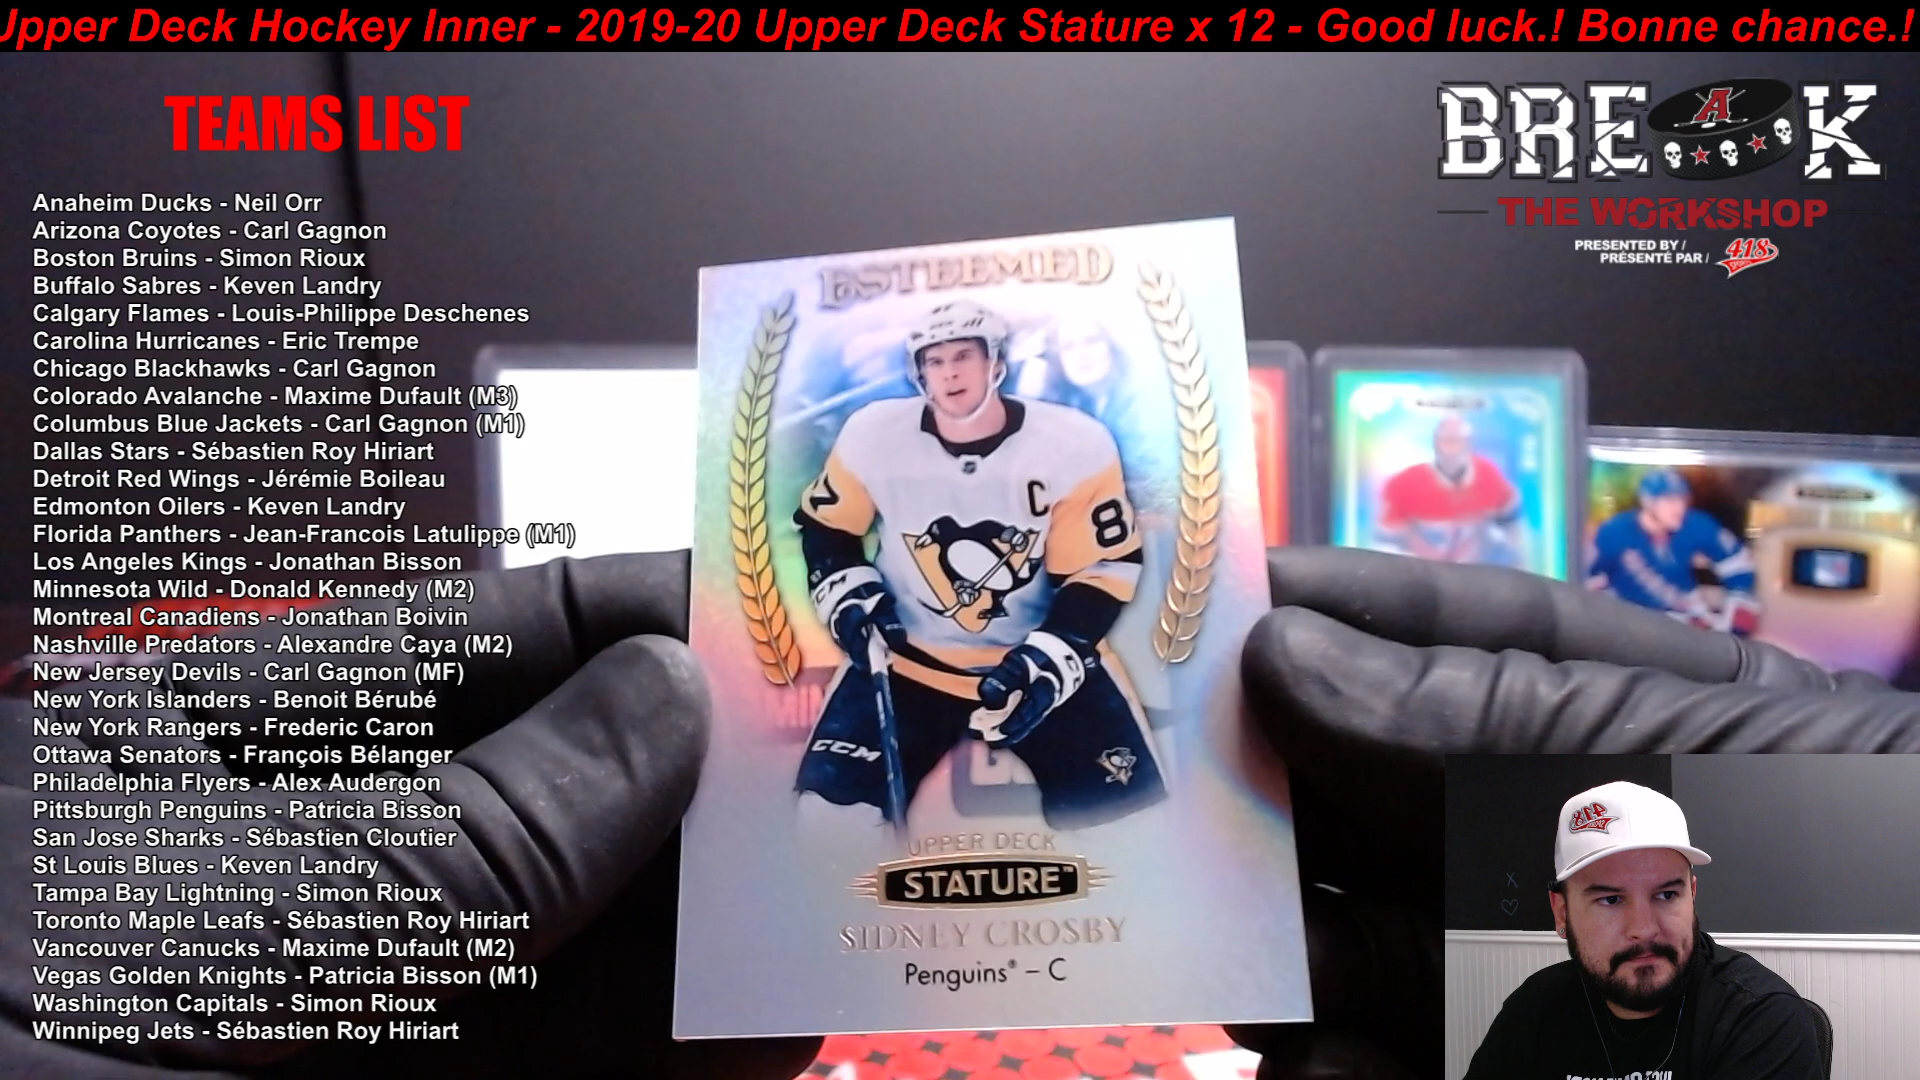 Upper Deck Hockey Inner - 2019-20 Upper Deck Stature x 12 - Good luck.! Bonne chance.!
TEAMS LIST
Anaheim Ducks - Neil Orr
Arizona Coyotes - Carl Gagnon
Boston Bruins - Simon Rioux
Buffalo Sabres - Keven Landry
Calgary Flames - Louis-Philippe Deschenes
Carolina Hurricanes - Eric Trempe
Chicago Blackhawks - Carl Gagnon
Colorado Avalanche - Maxime Dufault (M3)
Columbus Blue Jackets - Carl Gagnon (M1)
Dallas Stars - Sébastien Roy Hiriart
Detroit Red Wings - Jérémie Boileau
Edmonton Oilers - Keven Landry
Florida Panthers - Jean-Francois Latulippe (M1)
Los Angeles Kings - Jonathan Bisson
Minnesota Wild - Donald Kennedy (M2)
Montreal Canadiens - Jonathan Boivin
Nashville Predators - Alexandre Caya (M2)
New Jersey Devils - Carl Gagnon (MF)
New York Islanders - Benoit Bérubé
New York Rangers - Frederic Caron
Ottawa Senators - François Bélanger
Philadelphia Flyers - Alex Audergon
Pittsburgh Penguins - Patricia Bisson
San Jose Sharks - Sébastien Cloutier
St Louis Blues - Keven Landry
Tampa Bay Lightning - Simon Rioux
Toronto Maple Leafs - Sébastien Roy Hiriart
Vancouver Canucks - Maxime Dufault (M2)
Vegas Golden Knights - Patricia Bisson (M1)
Washington Capitals - Simon Rioux
Winnipeg Jets - Sébastien Roy Hiriart
ESTEEMED
C
87
8
CCM
UPPER DECK
STATURE™
SIDNEY CROSBY
Penguins® – C
BREAK
THE WORKSHOP
PRESENTED BY /
PRÉSENTÉ PAR /
418